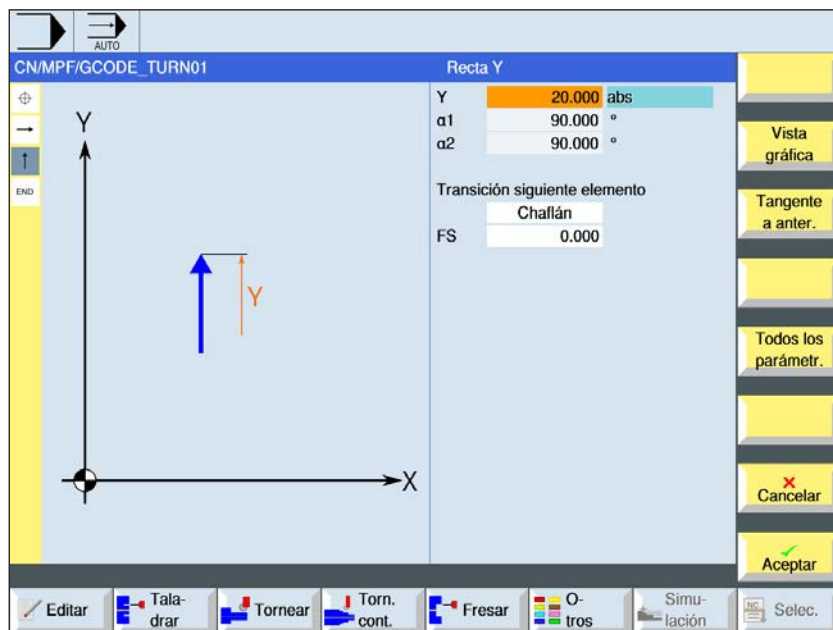 AUTO
CN/MPF/GCODE_TURN01
Recta Y
Y 20.000 abs
α1 90.000 º
α2 90.000 º
Transición siguiente elemento
Chaflán
FS 0.000
END
Y
Y
X
Vista
gráfica
Tangente
a anter.
Todos los
parámetr.
Cancelar
Aceptar
Editar
Tala-
drar
Tornear
Torn.
cont.
Fresar
O-
tros
Simu-
lación
NC
Selec.